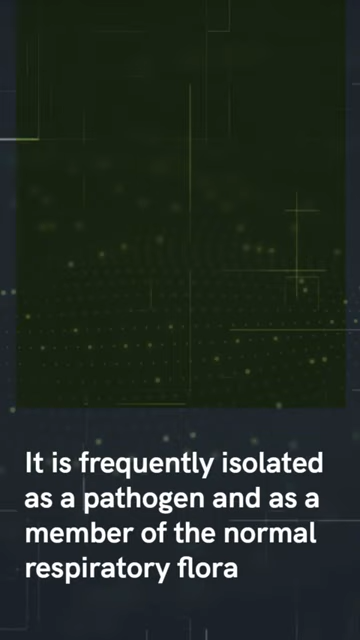 It is frequently isolated
as a pathogen and as a
member of the normal
respiratory flora